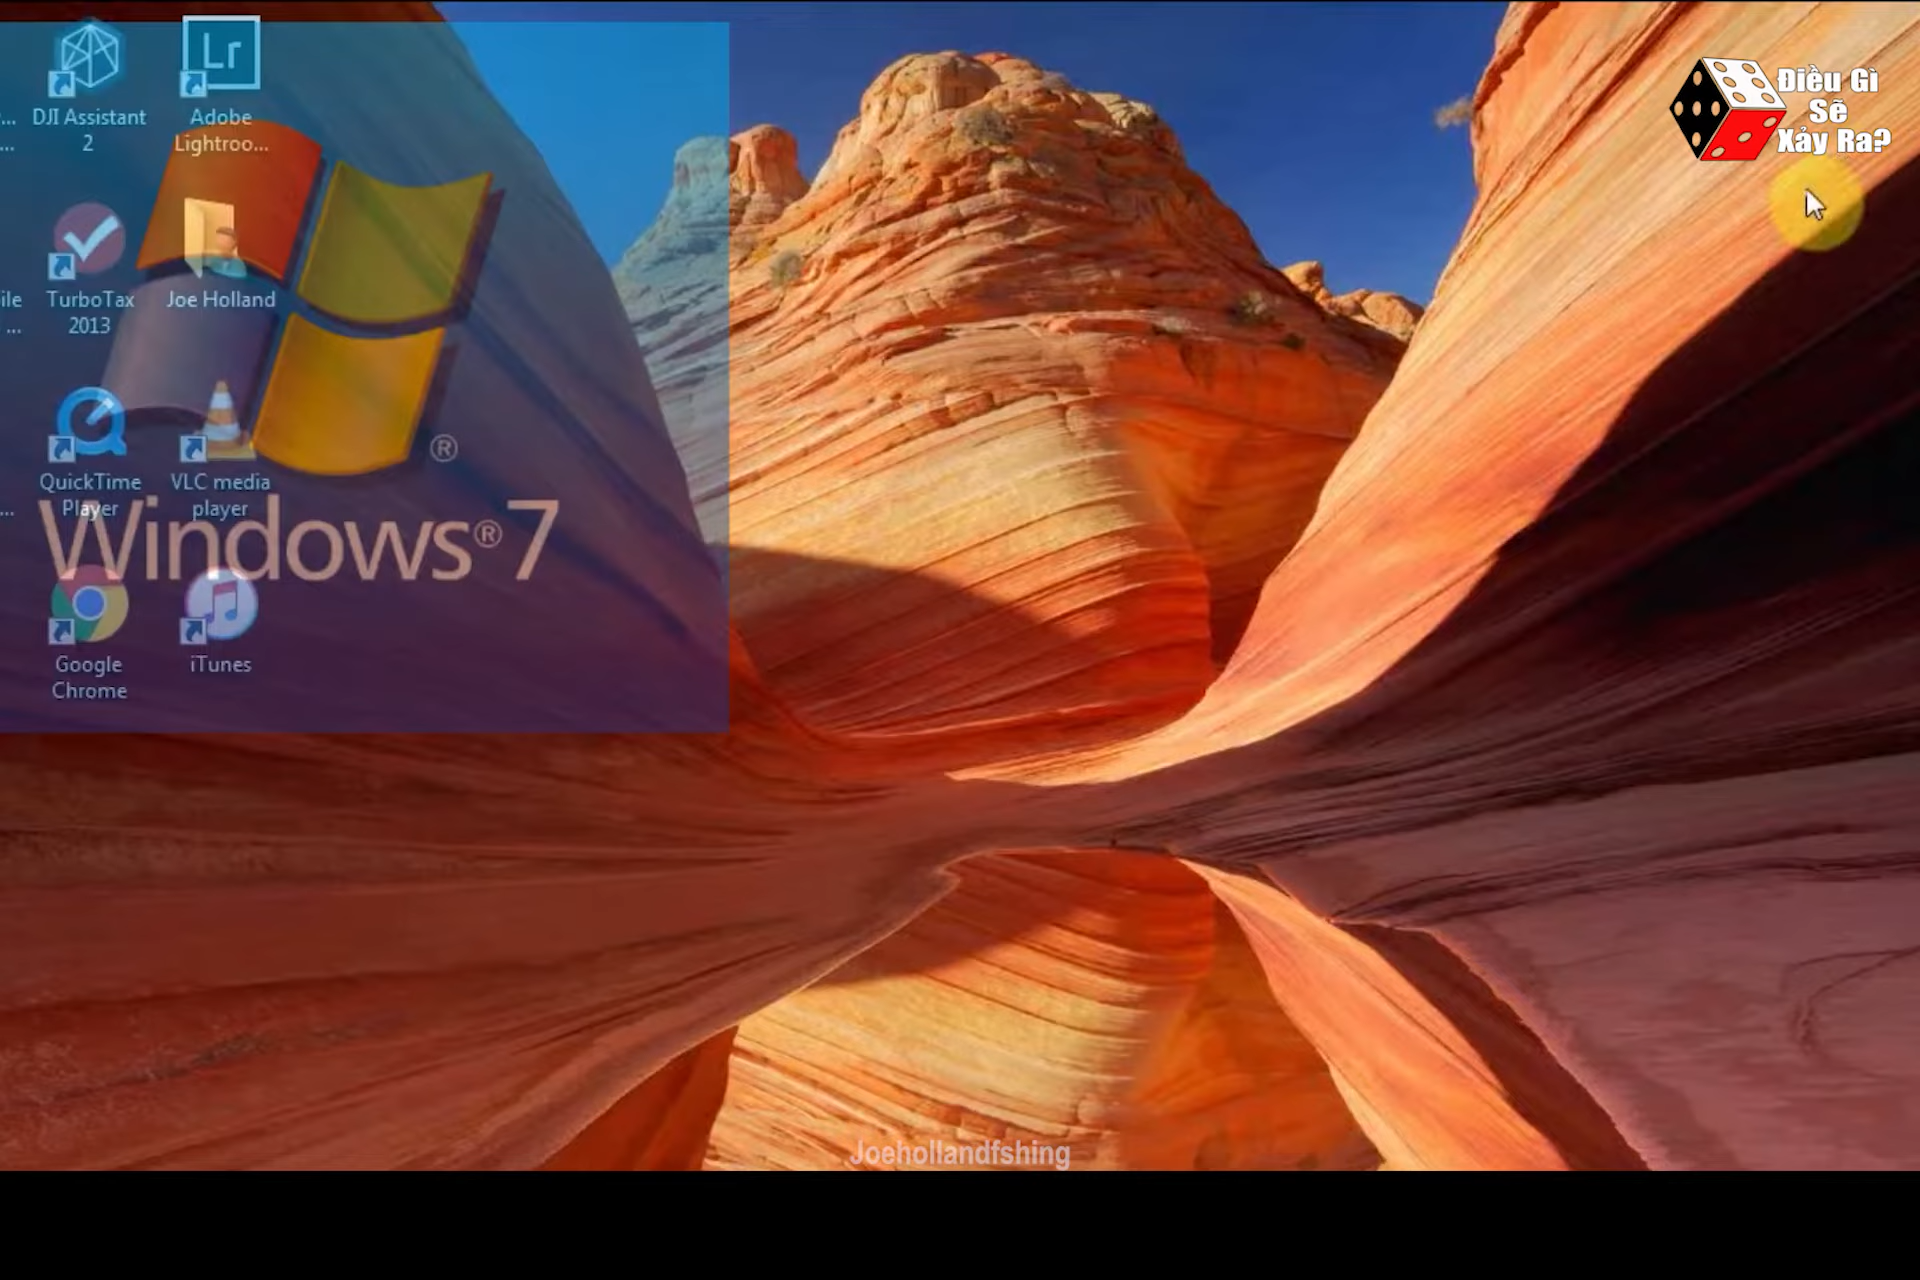 DJI Assistant
2
Lr
Adobe
Lightroo...
TurboTax
2013
Joe Holland
QuickTime
Player
VLC media
player
Windows® 7
®
Google
Chrome
iTunes
Điều Gì
Sẽ
Xảy Ra?
Joehollandfshing